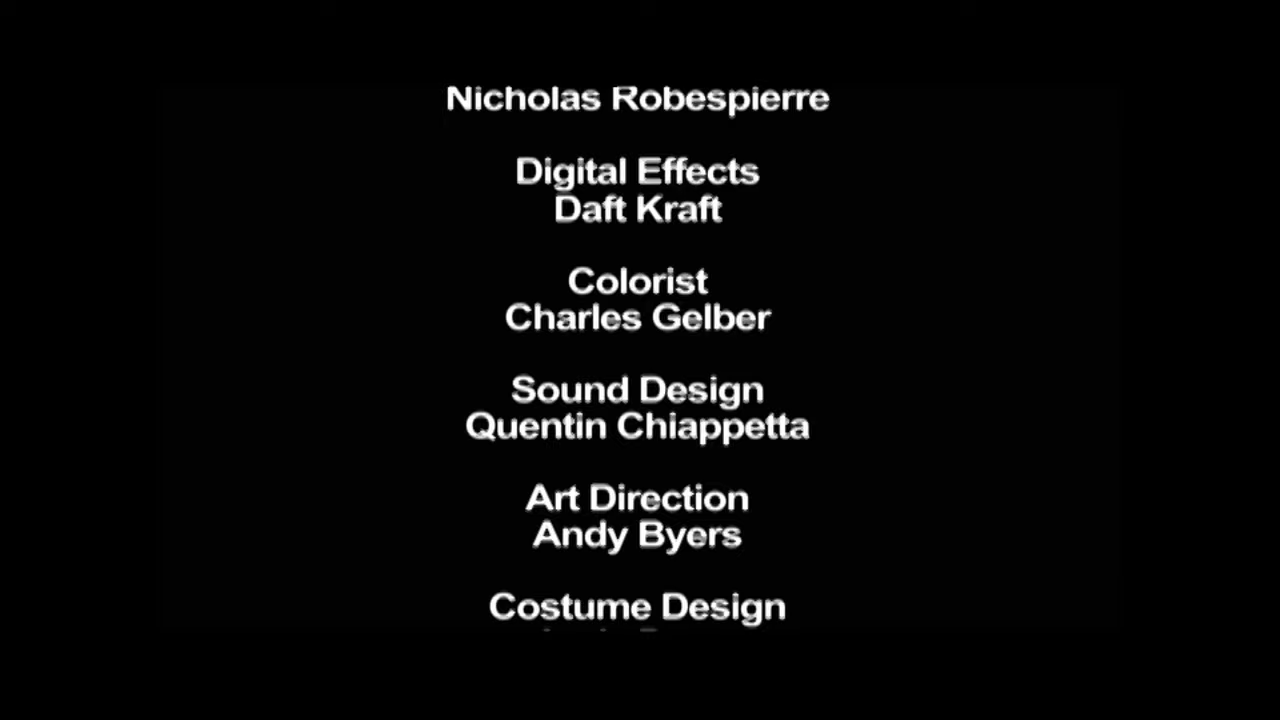 Nicholas Robespierre
Digital Effects
Daft Kraft
Colorist
Charles Gelber
Sound Design
Quentin Chiappetta
Art Direction
Andy Byers
Costume Design